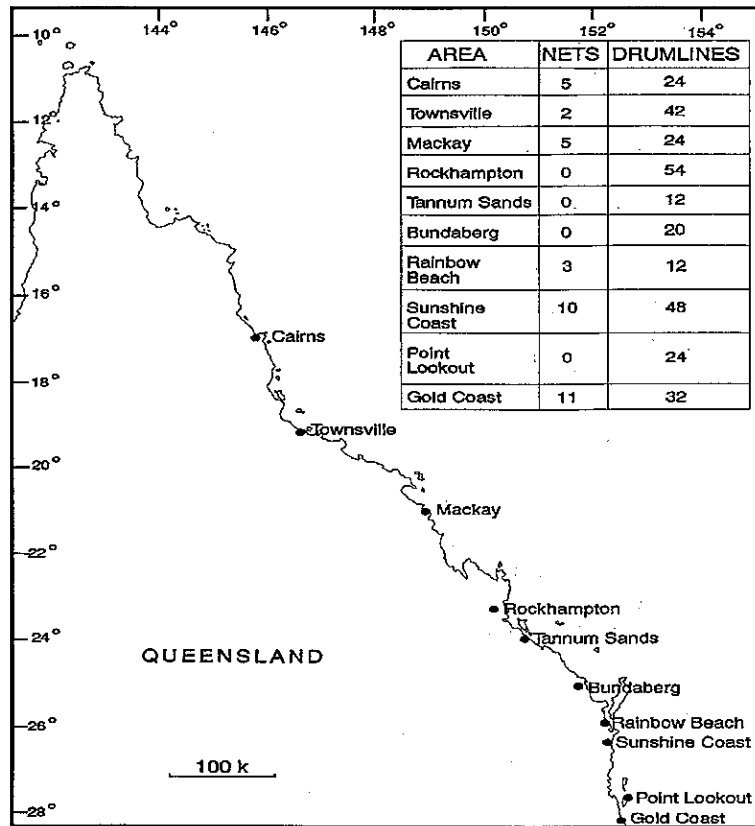 144° 146° 148° 150° 152° 154°
10°
12°
14°
16°
18°
20°
22°
24°
26°
28°
AREA NETS DRUMLINES
Cairns 5 24
Townsville 2 42
Mackay 5 24
Rockhampton 0 54
Tannum Sands 0 12
Bundaberg 0 20
Rainbow
Beach 3 12
Sunshine
Coast 10 48
Point
Lookout 0 24
Gold Coast 11 32
Cairns
Townsville
Mackay
Rockhampton
Tannum Sands
QUEENSLAND
Bundaberg
Rainbow Beach
Sunshine Coast
100 k
Point Lookout
Gold Coast